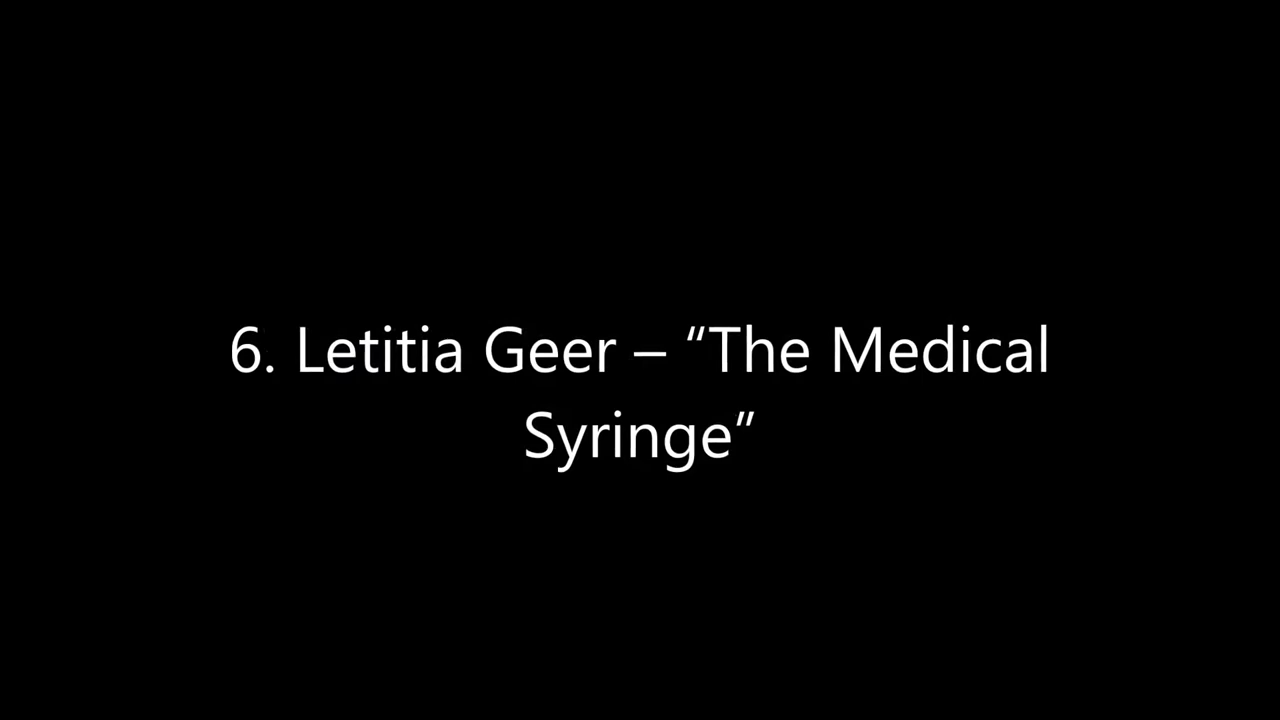 6. Letitia Geer – “The Medical
Syringe”